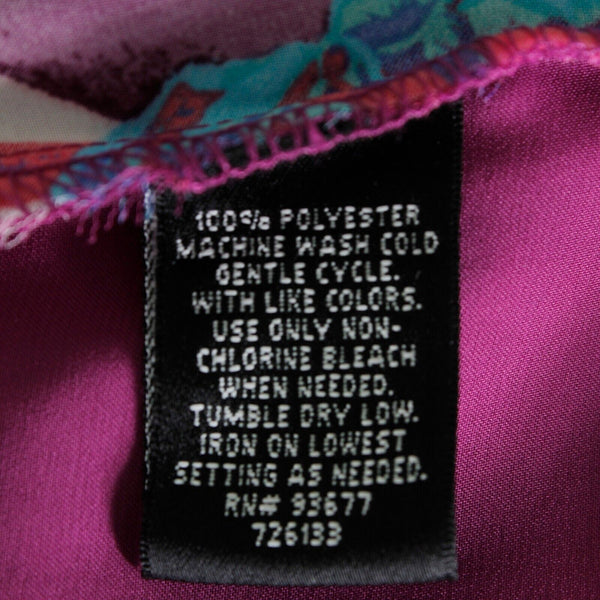 100% POLYESTER
MACHINE WASH COLD
GENTLE CYCLE.
WITH LIKE COLORS.
USE ONLY NON-
CHLORINE BLEACH
WHEN NEEDED.
TUMBLE DRY LOW.
IRON ON LOWEST
SETTING AS NEEDED.
RN# 93677
726133